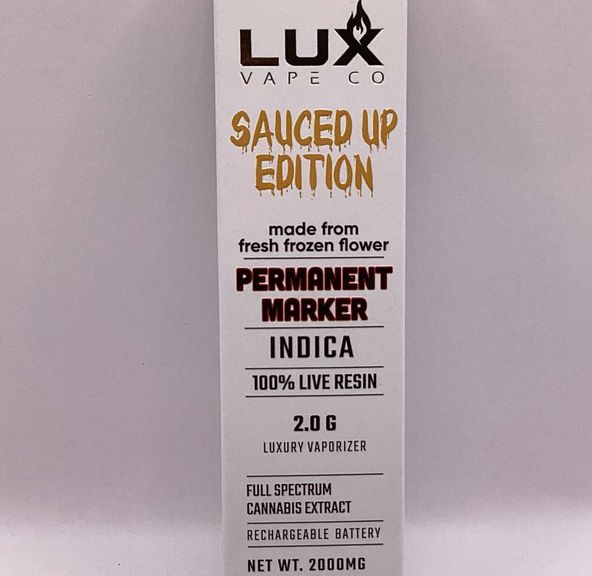 LUX
VAPE CO
SAUCED UP
EDITION
made from
fresh frozen flower
PERMANENT
MARKER
INDICA
100% LIVE RESIN
2.0 G
LUXURY VAPORIZER
FULL SPECTRUM
CANNABIS EXTRACT
RECHARGEABLE BATTERY
NET WT. 2000MG